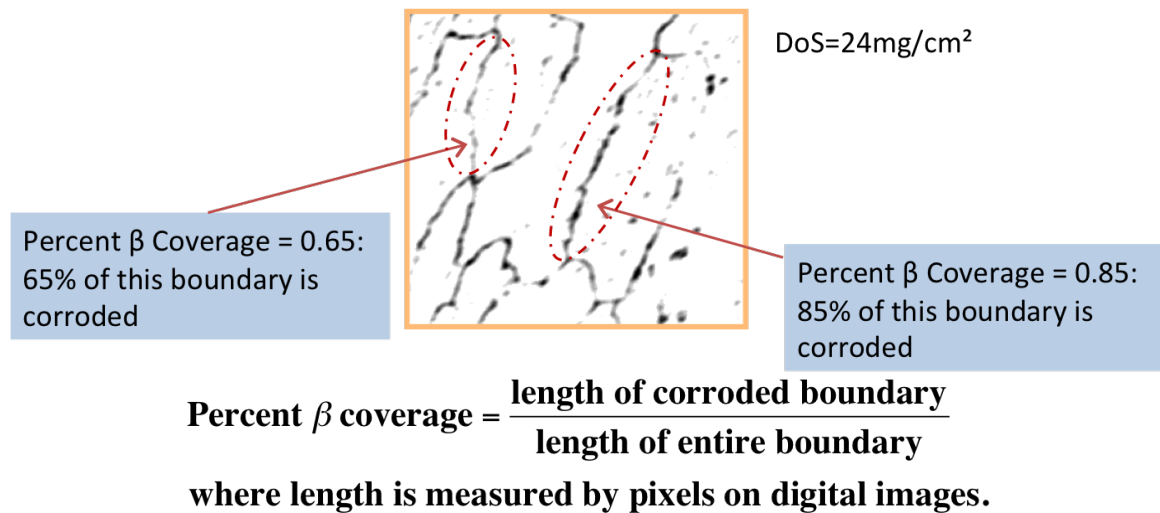 DoS=24mg/cm²
Percent β Coverage = 0.65:
65% of this boundary is
corroded
Percent β Coverage = 0.85:
85% of this boundary is
corroded
Percent β coverage = length of corroded boundary
length of entire boundary
where length is measured by pixels on digital images.